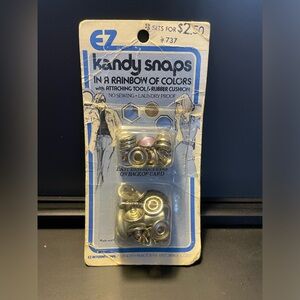 SETS FOR $2.50
#737
EZ
kandy snaps
IN A RAINBOW OF COLORS
with ATTACHING TOOL & RUBBER CUSHION
NO SEWING • LAUNDRY PROOF
ON BACK OF CARD